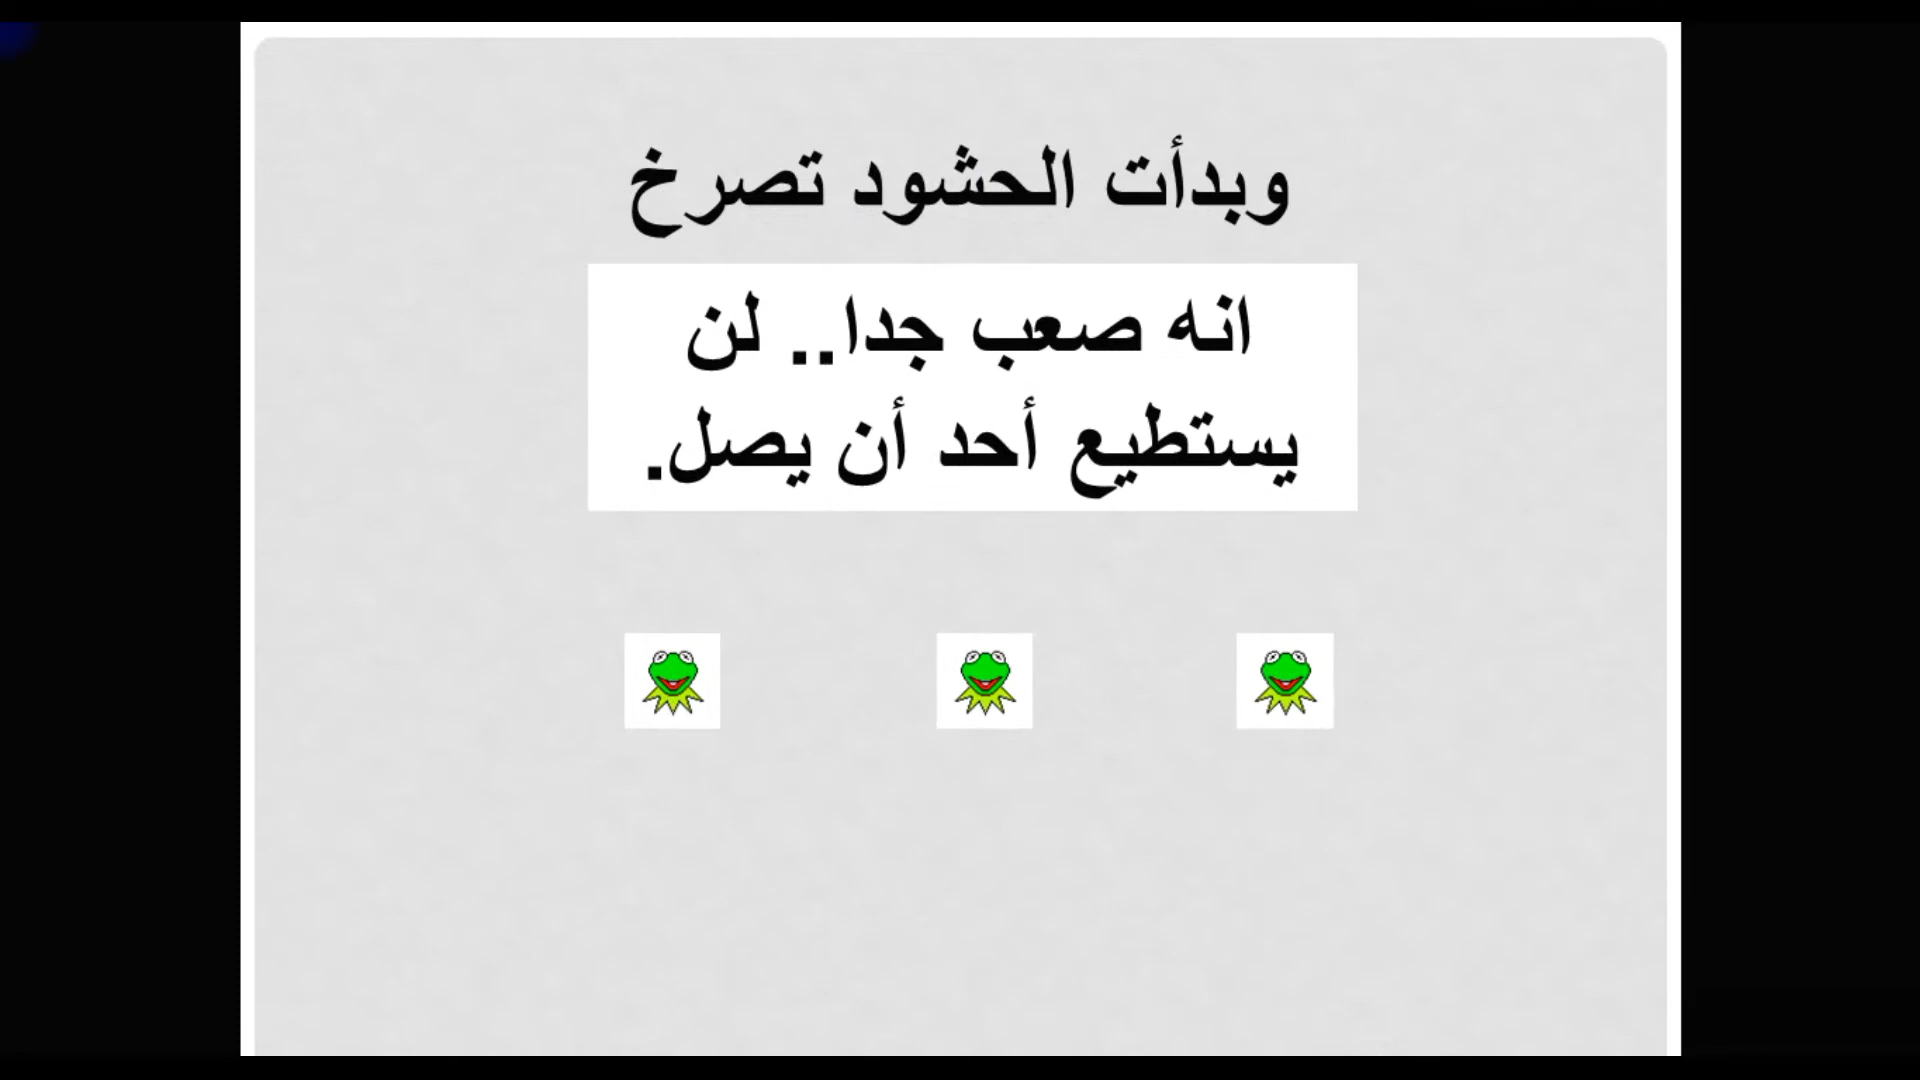 وبدأت الحشود تصرخ
انه صعب جدا.. لن
يستطيع أحد أن يصل.